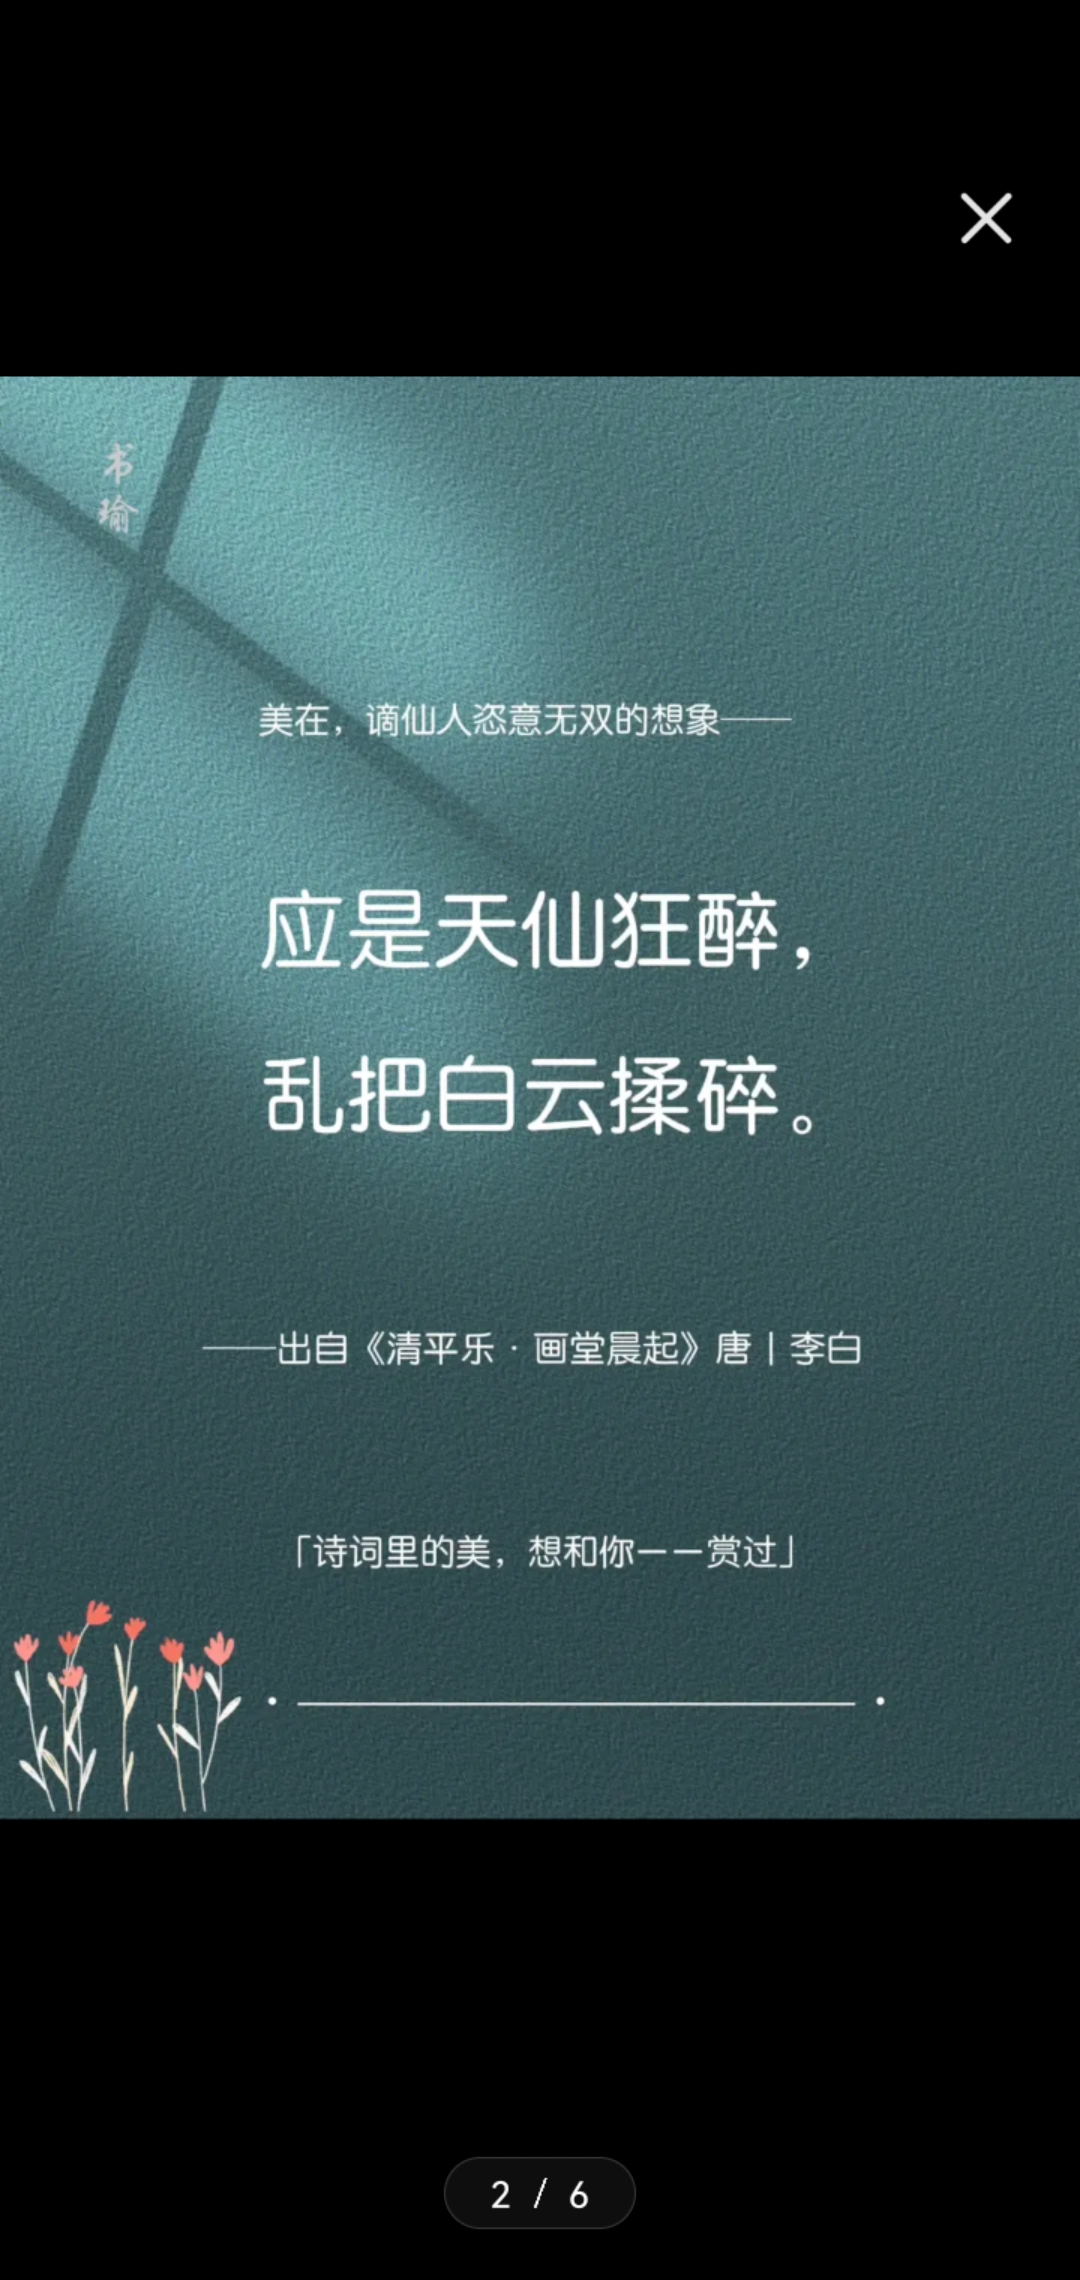 书瑜
美在，谪仙人恣意无双的想象——
应是天仙狂醉，
乱把白云揉碎。
——出自《清平乐·画堂晨起》唐｜李白
「诗词里的美，想和你一一赏过」
2 / 6